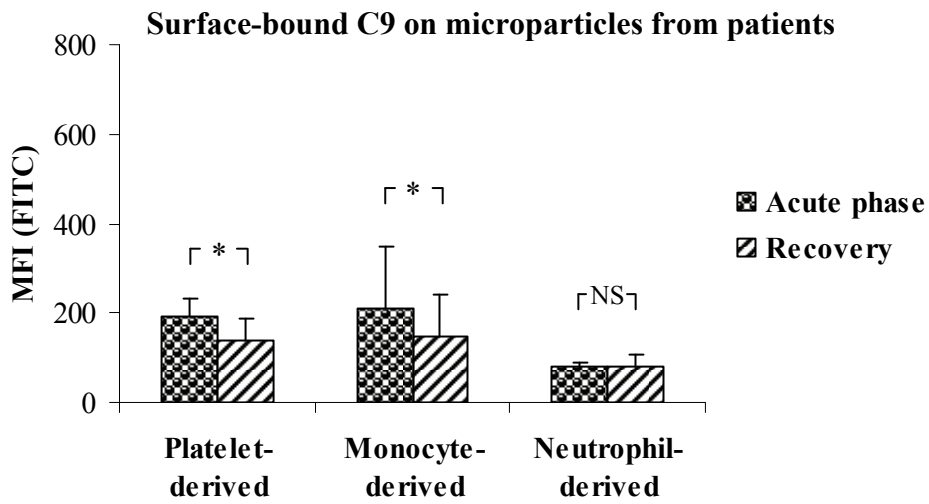 Surface-bound C9 on microparticles from patients
800
600
400
200
0
MFI (FITC)
*
*
NS
Acute phase
Recovery
Platelet-
derived
Monocyte-
derived
Neutrophil-
derived